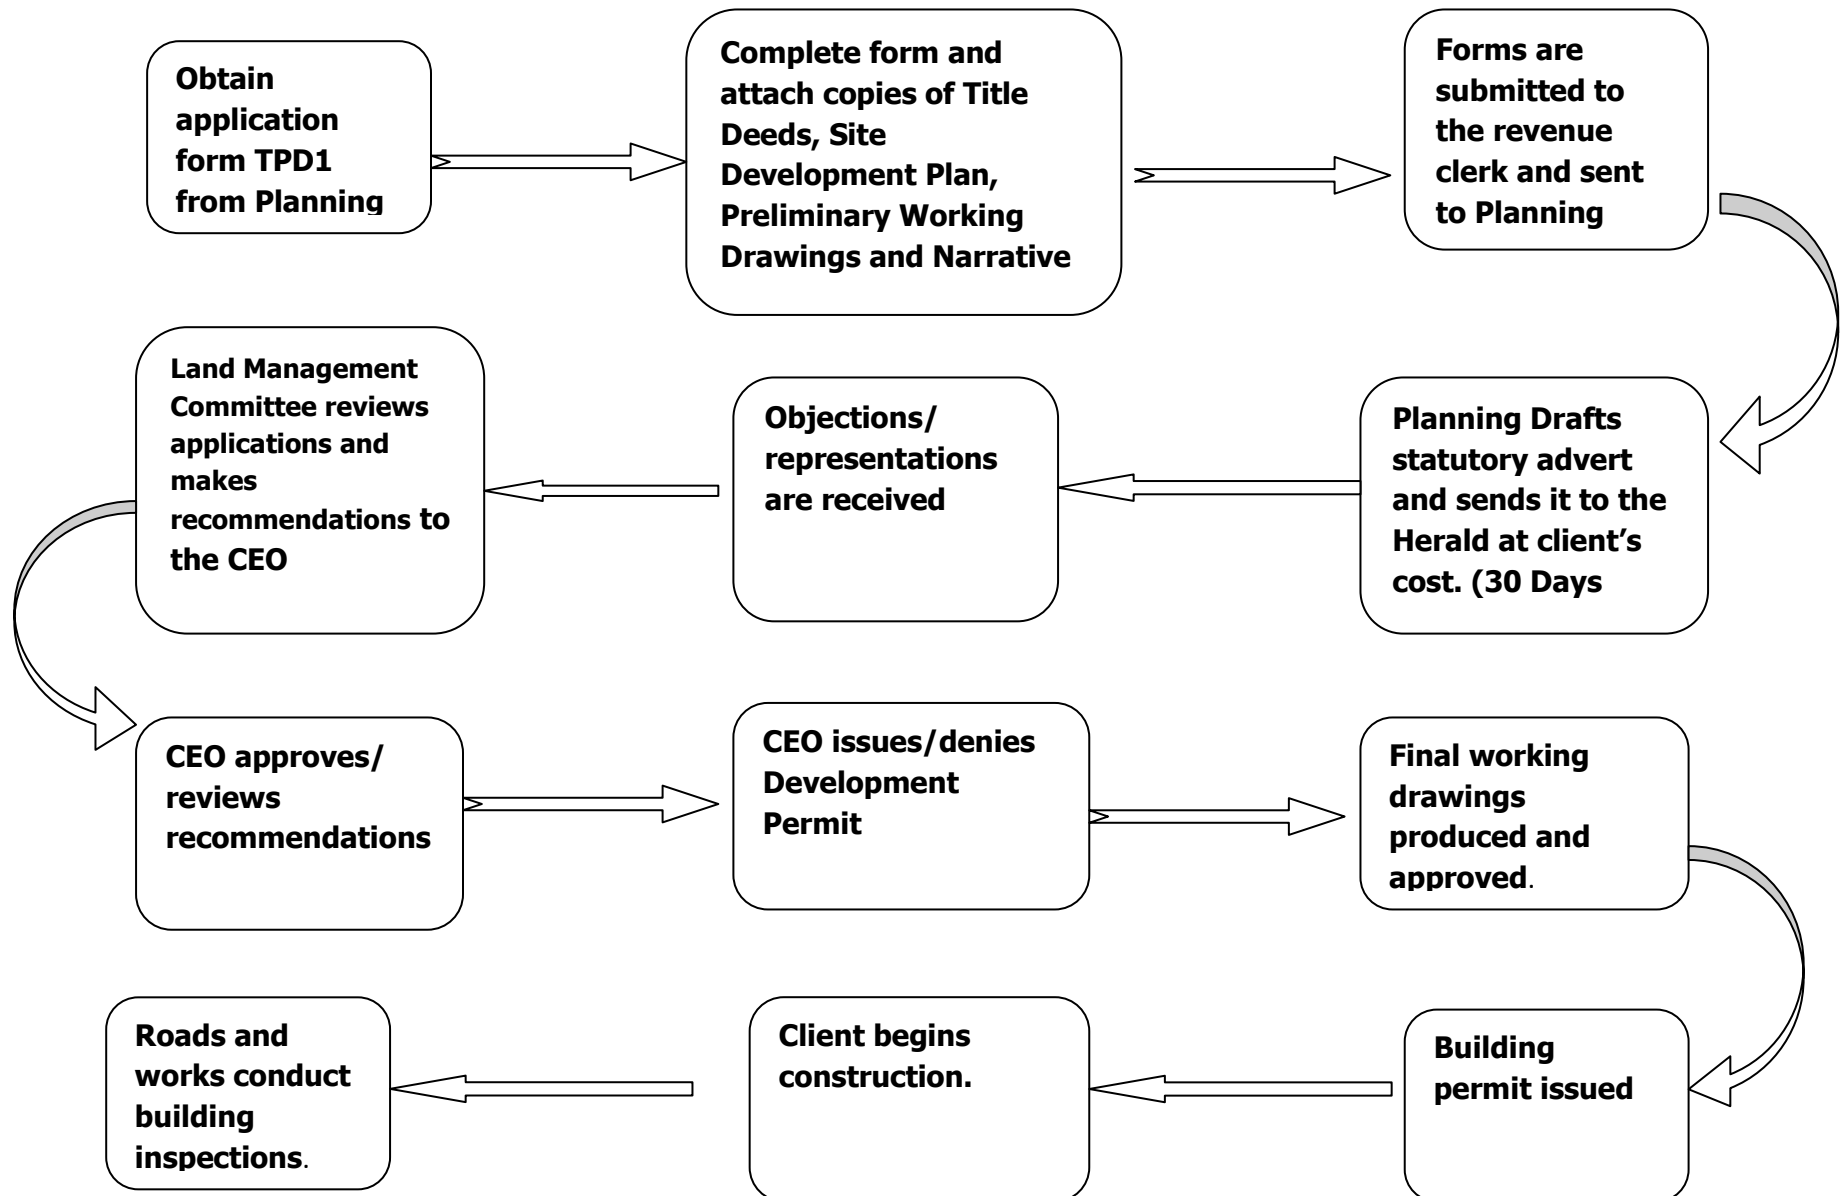 Obtain
application
form TPD1
from Planning
Complete form and
attach copies of Title
Deeds, Site
Development Plan,
Preliminary Working
Drawings and Narrative
Forms are
submitted to
the revenue
clerk and sent
to Planning
Planning Drafts
statutory advert
and sends it to the
Herald at client’s
cost. (30 Days
Objections/
representations
are received
Land Management
Committee reviews
applications and
makes
recommendations to
the CEO
CEO approves/
reviews
recommendations
CEO issues/denies
Development
Permit
Final working
drawings
produced and
approved.
Building
permit issued
Client begins
construction.
Roads and
works conduct
building
inspections.